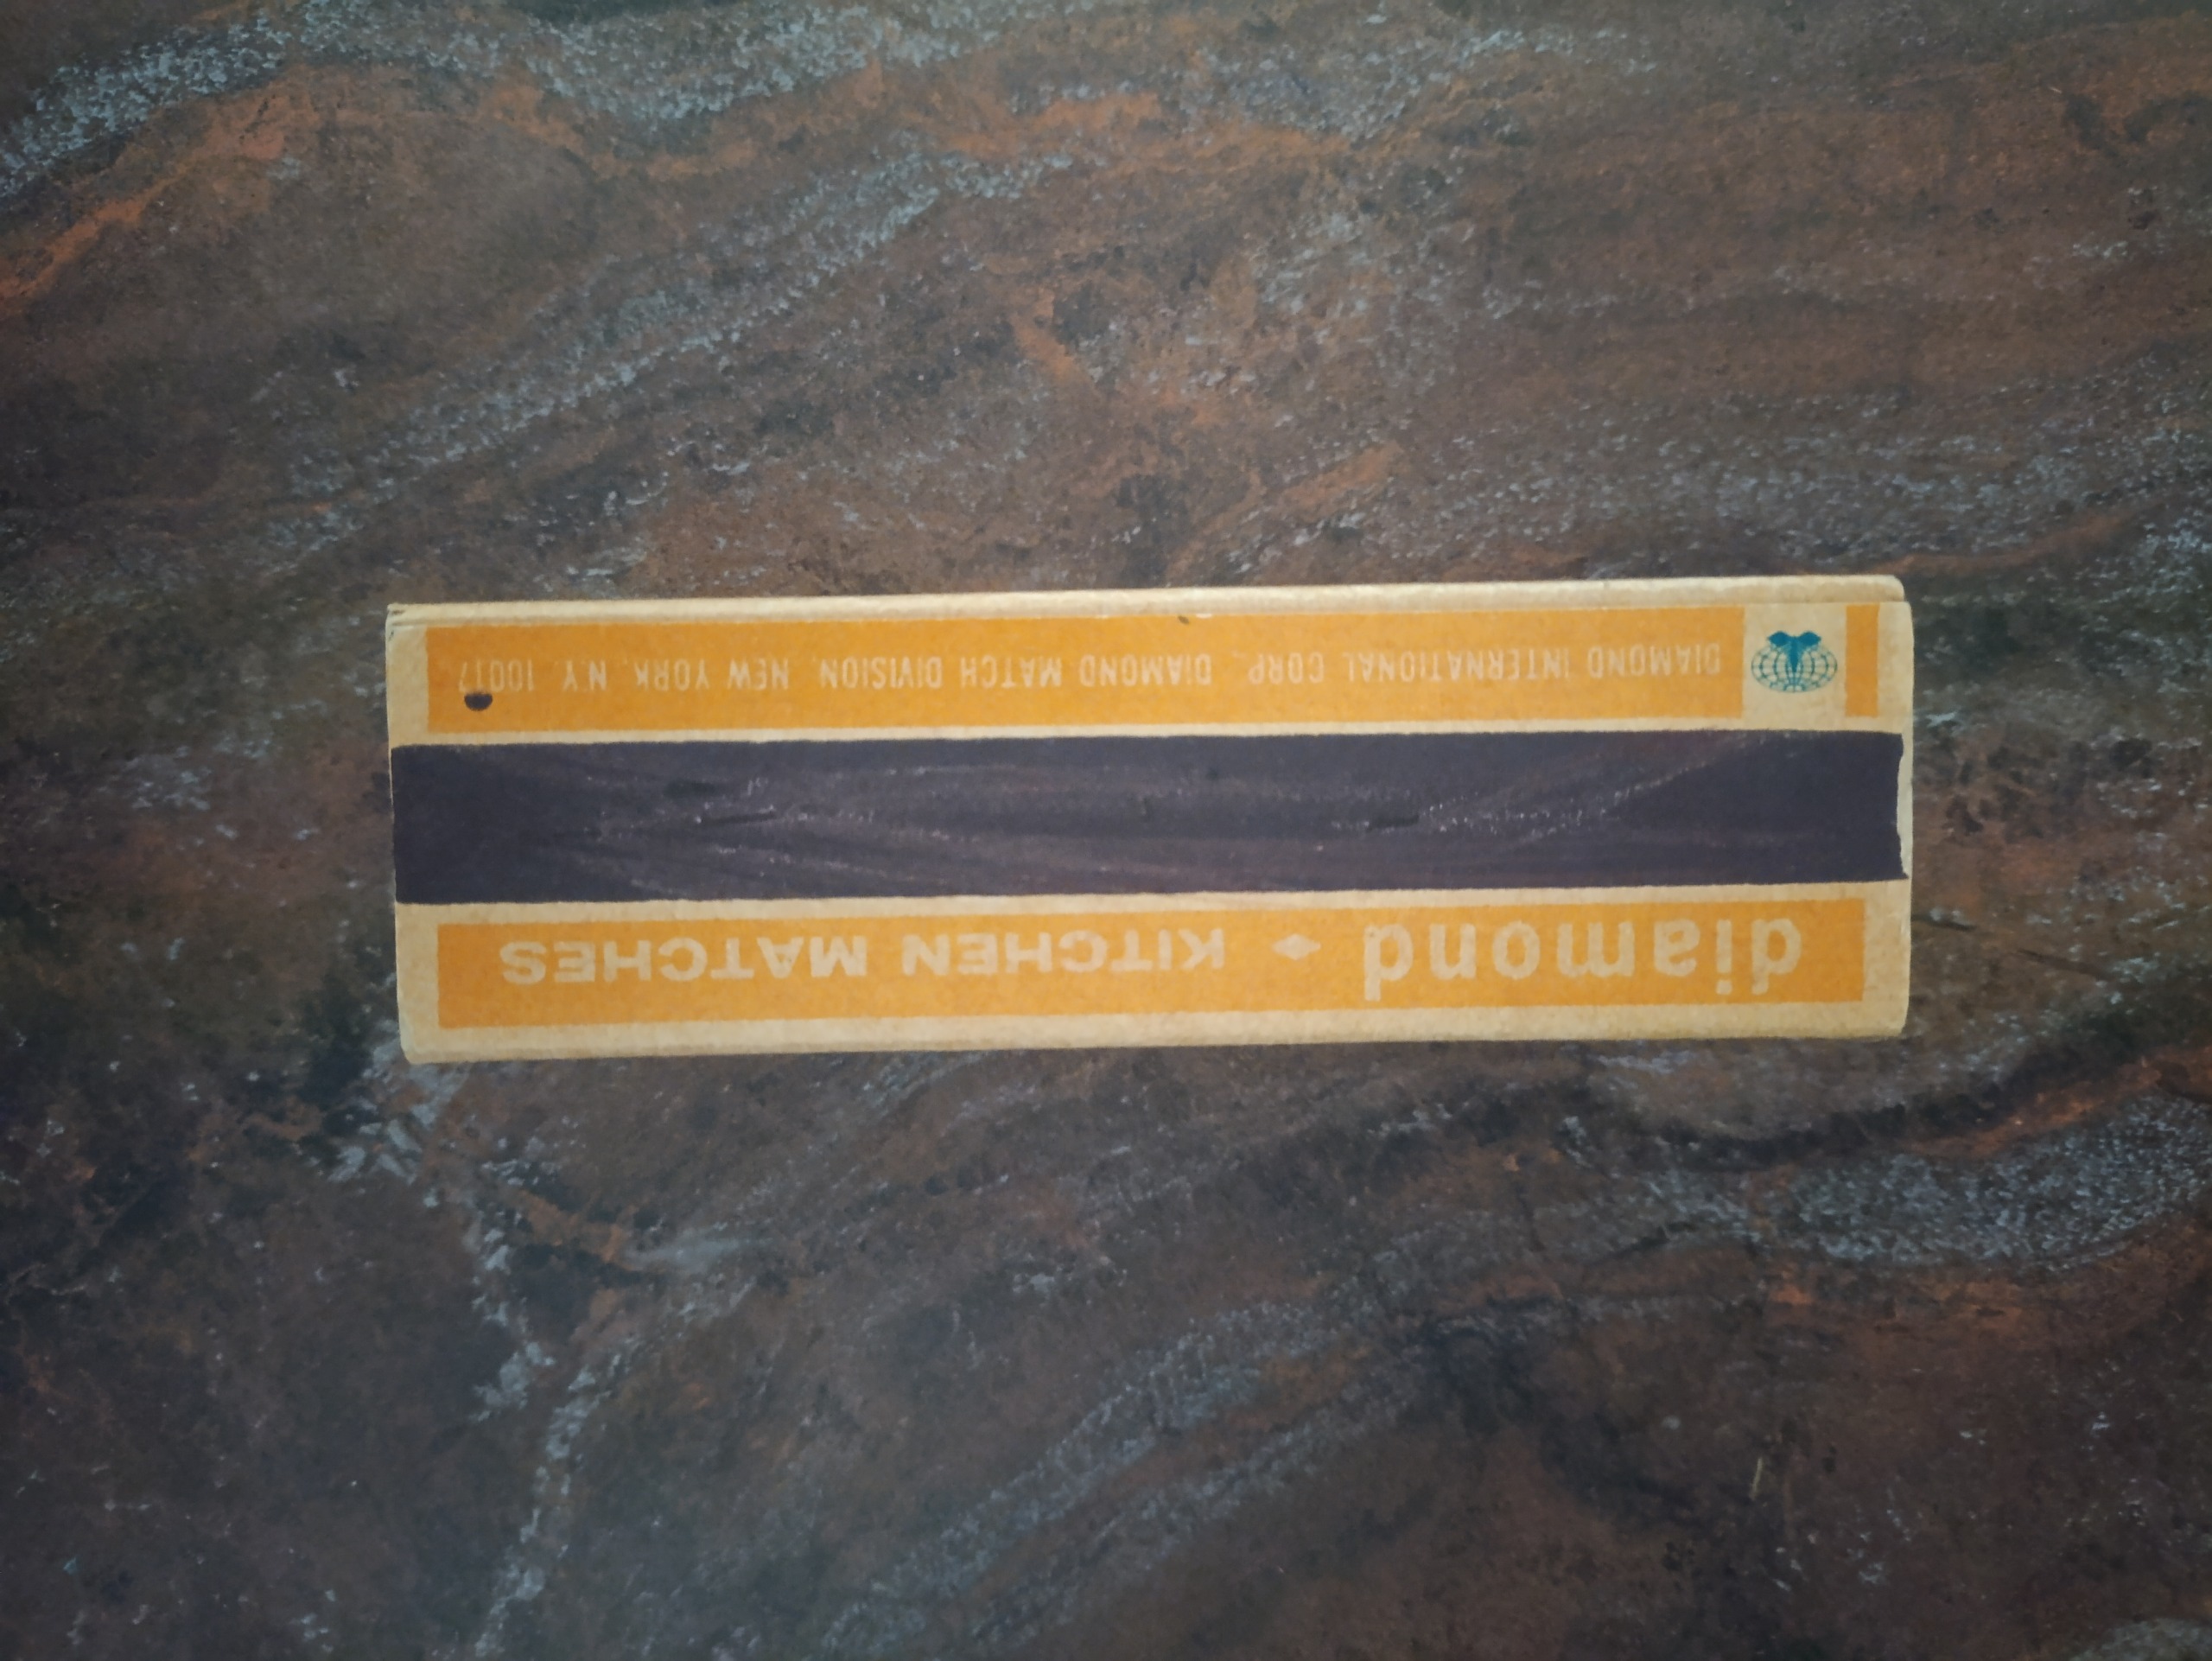 diamond ♦ KITCHEN MATCHES
DIAMOND INTERNATIONAL CORP. DIAMOND MATCH DIVISION, NEW YORK, N.Y. 10017